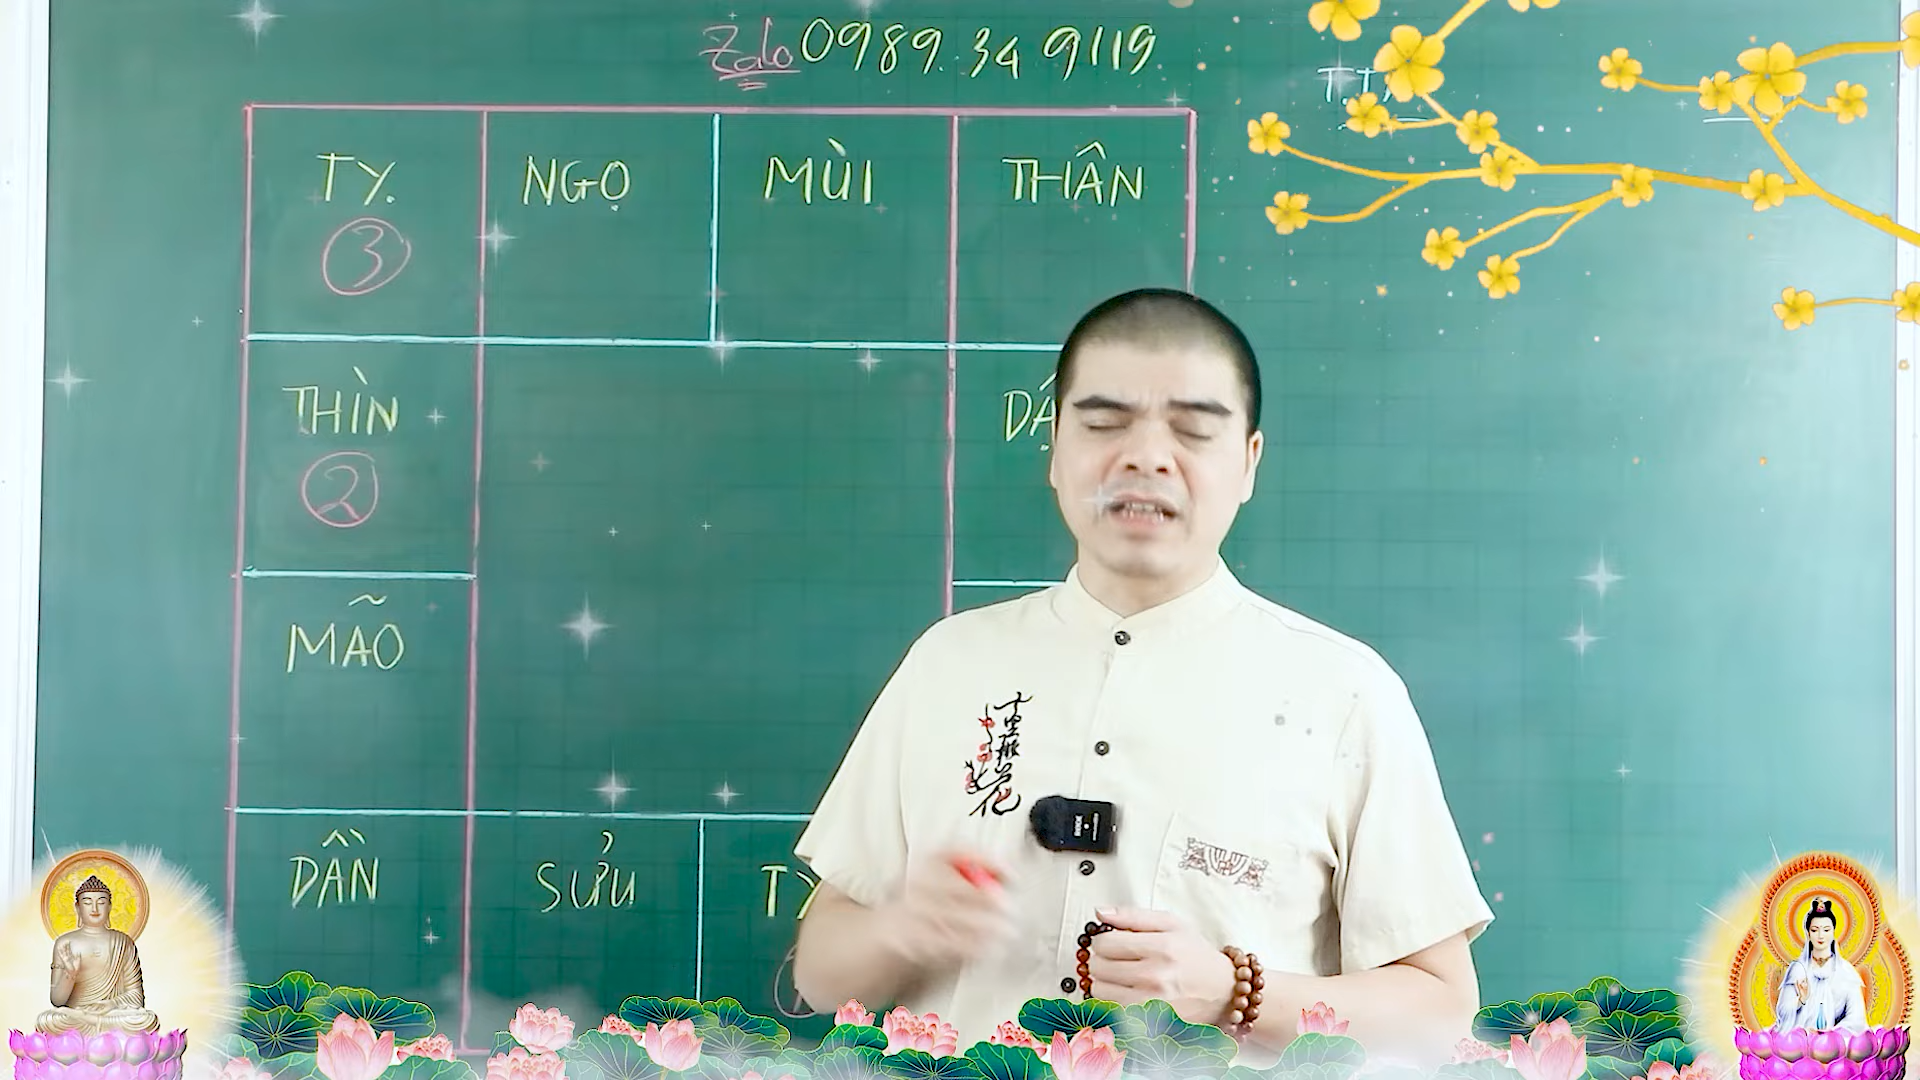 Zalo 0989.34 9119
TỴ. NGỌ MÙI THÂN
3
THÌN
2
MÃO
DẦN SỬU